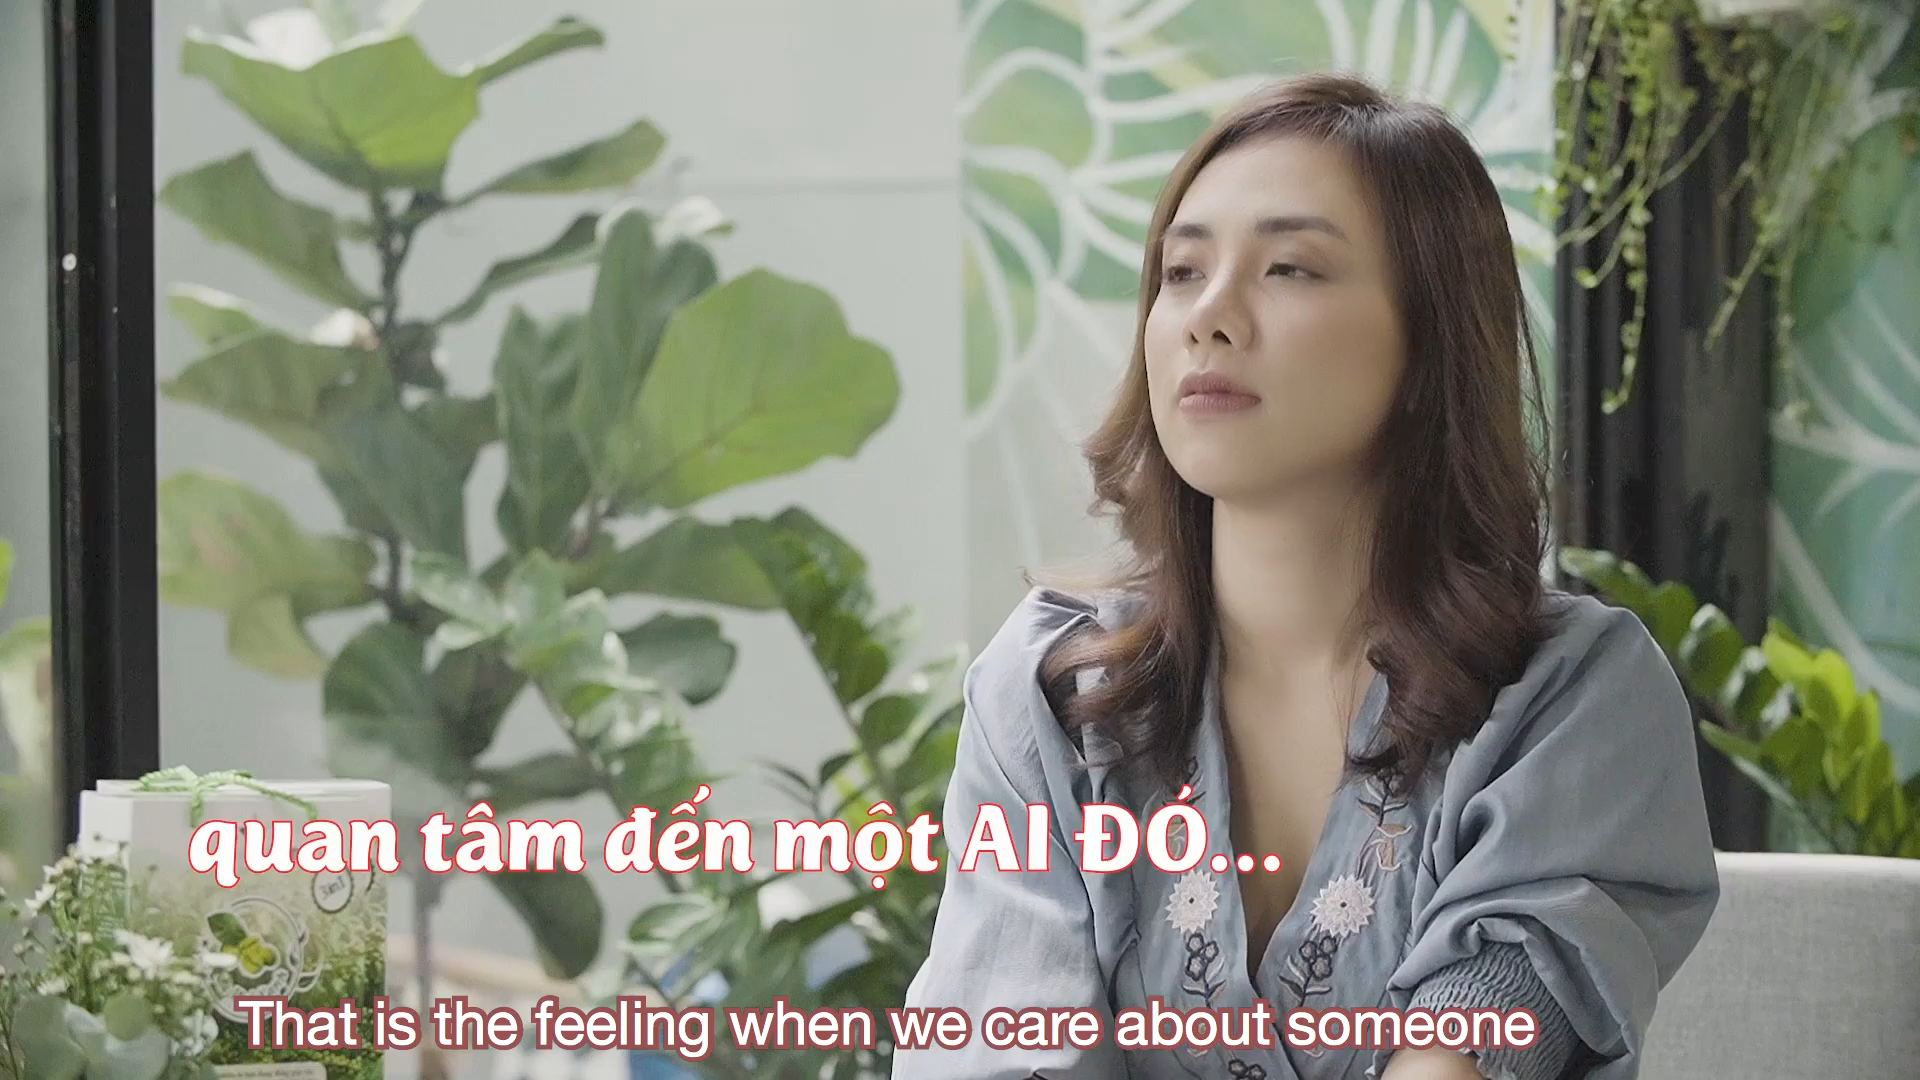 quan tâm đến một AI ĐÓ...
That is the feeling when we care about someone